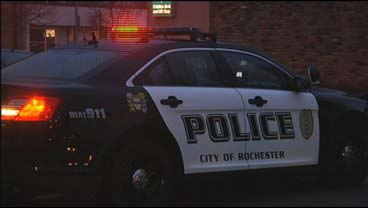 DIAL 911
POLICE
CITY OF ROCHESTER